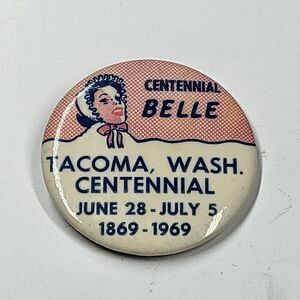 CENTENNIAL
BELLE
TACOMA, WASH.
CENTENNIAL
JUNE 28 - JULY 5
1869 - 1969